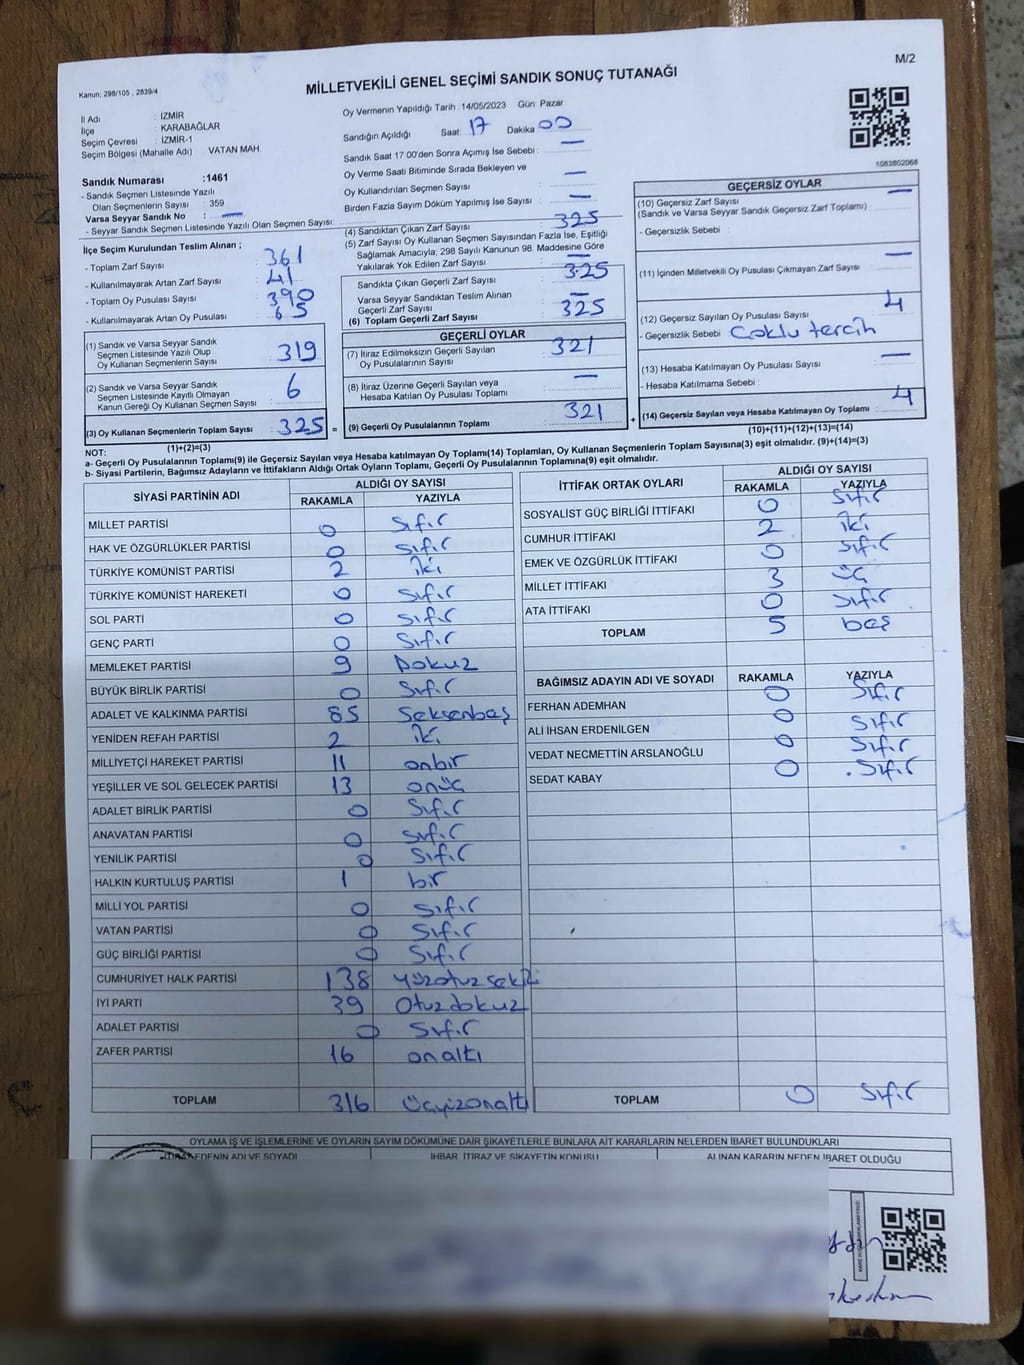 M/2
Kanun: 298/105 , 2839/4
MİLLETVEKİLİ GENEL SEÇİMİ SANDIK SONUÇ TUTANAĞI
İl Adı : İZMİR
İlçe : KARABAĞLAR
Seçim Çevresi : İZMİR-1
Seçim Bölgesi (Mahalle Adı) VATAN MAH.
Sandık Numarası :1461
- Sandık Seçmen Listesinde Yazılı
Olan Seçmenlerin Sayısı : 359
Varsa Seyyar Sandık No : —
- Seyyar Sandık Seçmen Listesinde Yazılı Olan Seçmen Sayısı:
İlçe Seçim Kurulundan Teslim Alınan ;
- Toplam Zarf Sayısı : 361
- Kullanılmayarak Artan Zarf Sayısı : 41
- Toplam Oy Pusulası Sayısı : 390
- Kullanılmayarak Artan Oy Pusulası : 65
(1) Sandık ve Varsa Seyyar Sandık
Seçmen Listesinde Yazılı Olup
Oy Kullanan Seçmenlerin Sayısı : 319
(2) Sandık ve Varsa Seyyar Sandık
Seçmen Listesinde Kayıtlı Olmayan
Kanun Gereği Oy Kullanan Seçmen Sayısı : 6
(3) Oy Kullanan Seçmenlerin Toplam Sayısı : 325
(1)+(2)=(3)
Oy Vermenin Yapıldığı Tarih :14/05/2023 Gün: Pazar
Sandığın Açıldığı Saat : 17 Dakika : 00
Sandık Saat 17 00'den Sonra Açımış İse Sebebi : —
Oy Verme Saati Bitiminde Sırada Bekleyen ve
Oy Kullandırılan Seçmen Sayısı : —
Birden Fazla Sayım Döküm Yapılmış İse Sayısı : —
(4) Sandıktan Çıkan Zarf Sayısı : 325
(5) Zarf Sayısı Oy Kullanan Seçmen Sayısından Fazla İse, Eşitliği
Sağlamak Amacıyla, 298 Sayılı Kanunun 98. Maddesine Göre
Yakılarak Yok Edilen Zarf Sayısı : —
Sandıkta Çıkan Geçerli Zarf Sayısı : 325
Varsa Seyyar Sandıktan Teslim Alınan
Geçerli Zarf Sayısı : —
(6) Toplam Geçerli Zarf Sayısı : 325
GEÇERLİ OYLAR
(7) İtiraz Edilmeksizin Geçerli Sayılan
Oy Pusulalarının Sayısı : 321
(8) İtiraz Üzerine Geçerli Sayılan veya
Hesaba Katılan Oy Pusulası Toplamı : —
= (9) Geçerli Oy Pusulalarının Toplamı : 321 +
1083802068
GEÇERSİZ OYLAR
(10) Geçersiz Zarf Sayısı : —
(Sandık ve Varsa Seyyar Sandık Geçersiz Zarf Toplamı)
- Geçersizlik Sebebi :
(11) İçinden Milletvekili Oy Pusulası Çıkmayan Zarf Sayısı : —
(12) Geçersiz Sayılan Oy Pusulası Sayısı : 4
- Geçersizlik Sebebi Çoklu tercih
(13) Hesaba Katılmayan Oy Pusulası Sayısı : —
- Hesaba Katılmama Sebebi :
(14) Geçersiz Sayılan veya Hesaba Katılmayan Oy Toplamı : 4
(10)+(11)+(12)+(13)=(14)
NOT:
a- Geçerli Oy Pusulalarının Toplamı(9) ile Geçersiz Sayılan veya Hesaba katılmayan Oy Toplamı(14) Toplamları, Oy Kullanan Seçmenlerin Toplam Sayısına(3) eşit olmalıdır. (9)+(14)=(3)
b- Siyasi Partilerin, Bağımsız Adayların ve İttifakların Aldığı Ortak Oyların Toplamı, Geçerli Oy Pusulalarının Toplamına(9) eşit olmalıdır.
SİYASİ PARTİNİN ADI ALDIĞI OY SAYISI
RAKAMLA YAZIYLA
MİLLET PARTİSİ 0 Sıfır
HAK VE ÖZGÜRLÜKLER PARTİSİ 0 Sıfır
TÜRKİYE KOMÜNİST PARTİSİ 2 iki
TÜRKİYE KOMÜNİST HAREKETİ 0 Sıfır
SOL PARTİ 0 Sıfır
GENÇ PARTİ 0 Sıfır
MEMLEKET PARTİSİ 9 Dokuz
BÜYÜK BİRLİK PARTİSİ 0 Sıfır
ADALET VE KALKINMA PARTİSİ 85 Seksenbeş
YENİDEN REFAH PARTİSİ 2 iki
MİLLİYETÇİ HAREKET PARTİSİ 11 onbir
YEŞİLLER VE SOL GELECEK PARTİSİ 13 onüç
ADALET BİRLİK PARTİSİ 0 Sıfır
ANAVATAN PARTİSİ 0 Sıfır
YENİLİK PARTİSİ 0 Sıfır
HALKIN KURTULUŞ PARTİSİ 1 bir
MİLLİ YOL PARTİSİ 0 Sıfır
VATAN PARTİSİ 0 Sıfır
GÜÇ BİRLİĞİ PARTİSİ 0 Sıfır
CUMHURİYET HALK PARTİSİ 138 yüzotuzsekiz
İYİ PARTİ 39 Otuzdokuz
ADALET PARTİSİ 0 Sıfır
ZAFER PARTİSİ 16 onaltı
TOPLAM 316 üçyüzonaltı
İTTİFAK ORTAK OYLARI ALDIĞI OY SAYISI
RAKAMLA YAZIYLA
SOSYALİST GÜÇ BİRLİĞİ İTTİFAKI 0 Sıfır
CUMHUR İTTİFAKI 2 iki
EMEK VE ÖZGÜRLÜK İTTİFAKI 0 Sıfır
MİLLET İTTİFAKI 3 üç
ATA İTTİFAKI 0 Sıfır
TOPLAM 5 beş
BAĞIMSIZ ADAYIN ADI VE SOYADI RAKAMLA YAZIYLA
FERHAN ADEMHAN 0 Sıfır
ALİ İHSAN ERDENİLGEN 0 Sıfır
VEDAT NECMETTİN ARSLANOĞLU 0 Sıfır
SEDAT KABAY 0 Sıfır
TOPLAM 0 Sıfır
OYLAMA İŞ VE İŞLEMLERİNE VE OYLARIN SAYIM DÖKÜMÜNE DAİR ŞİKAYETLERLE BUNLARA AİT KARARLARIN NELERDEN İBARET BULUNDUKLARI
EDENİN ADI VE SOYADI İHBAR, İTİRAZ VE ŞİKAYETİN KONUSU ALINAN KARARIN NEDEN İBARET OLDUĞU